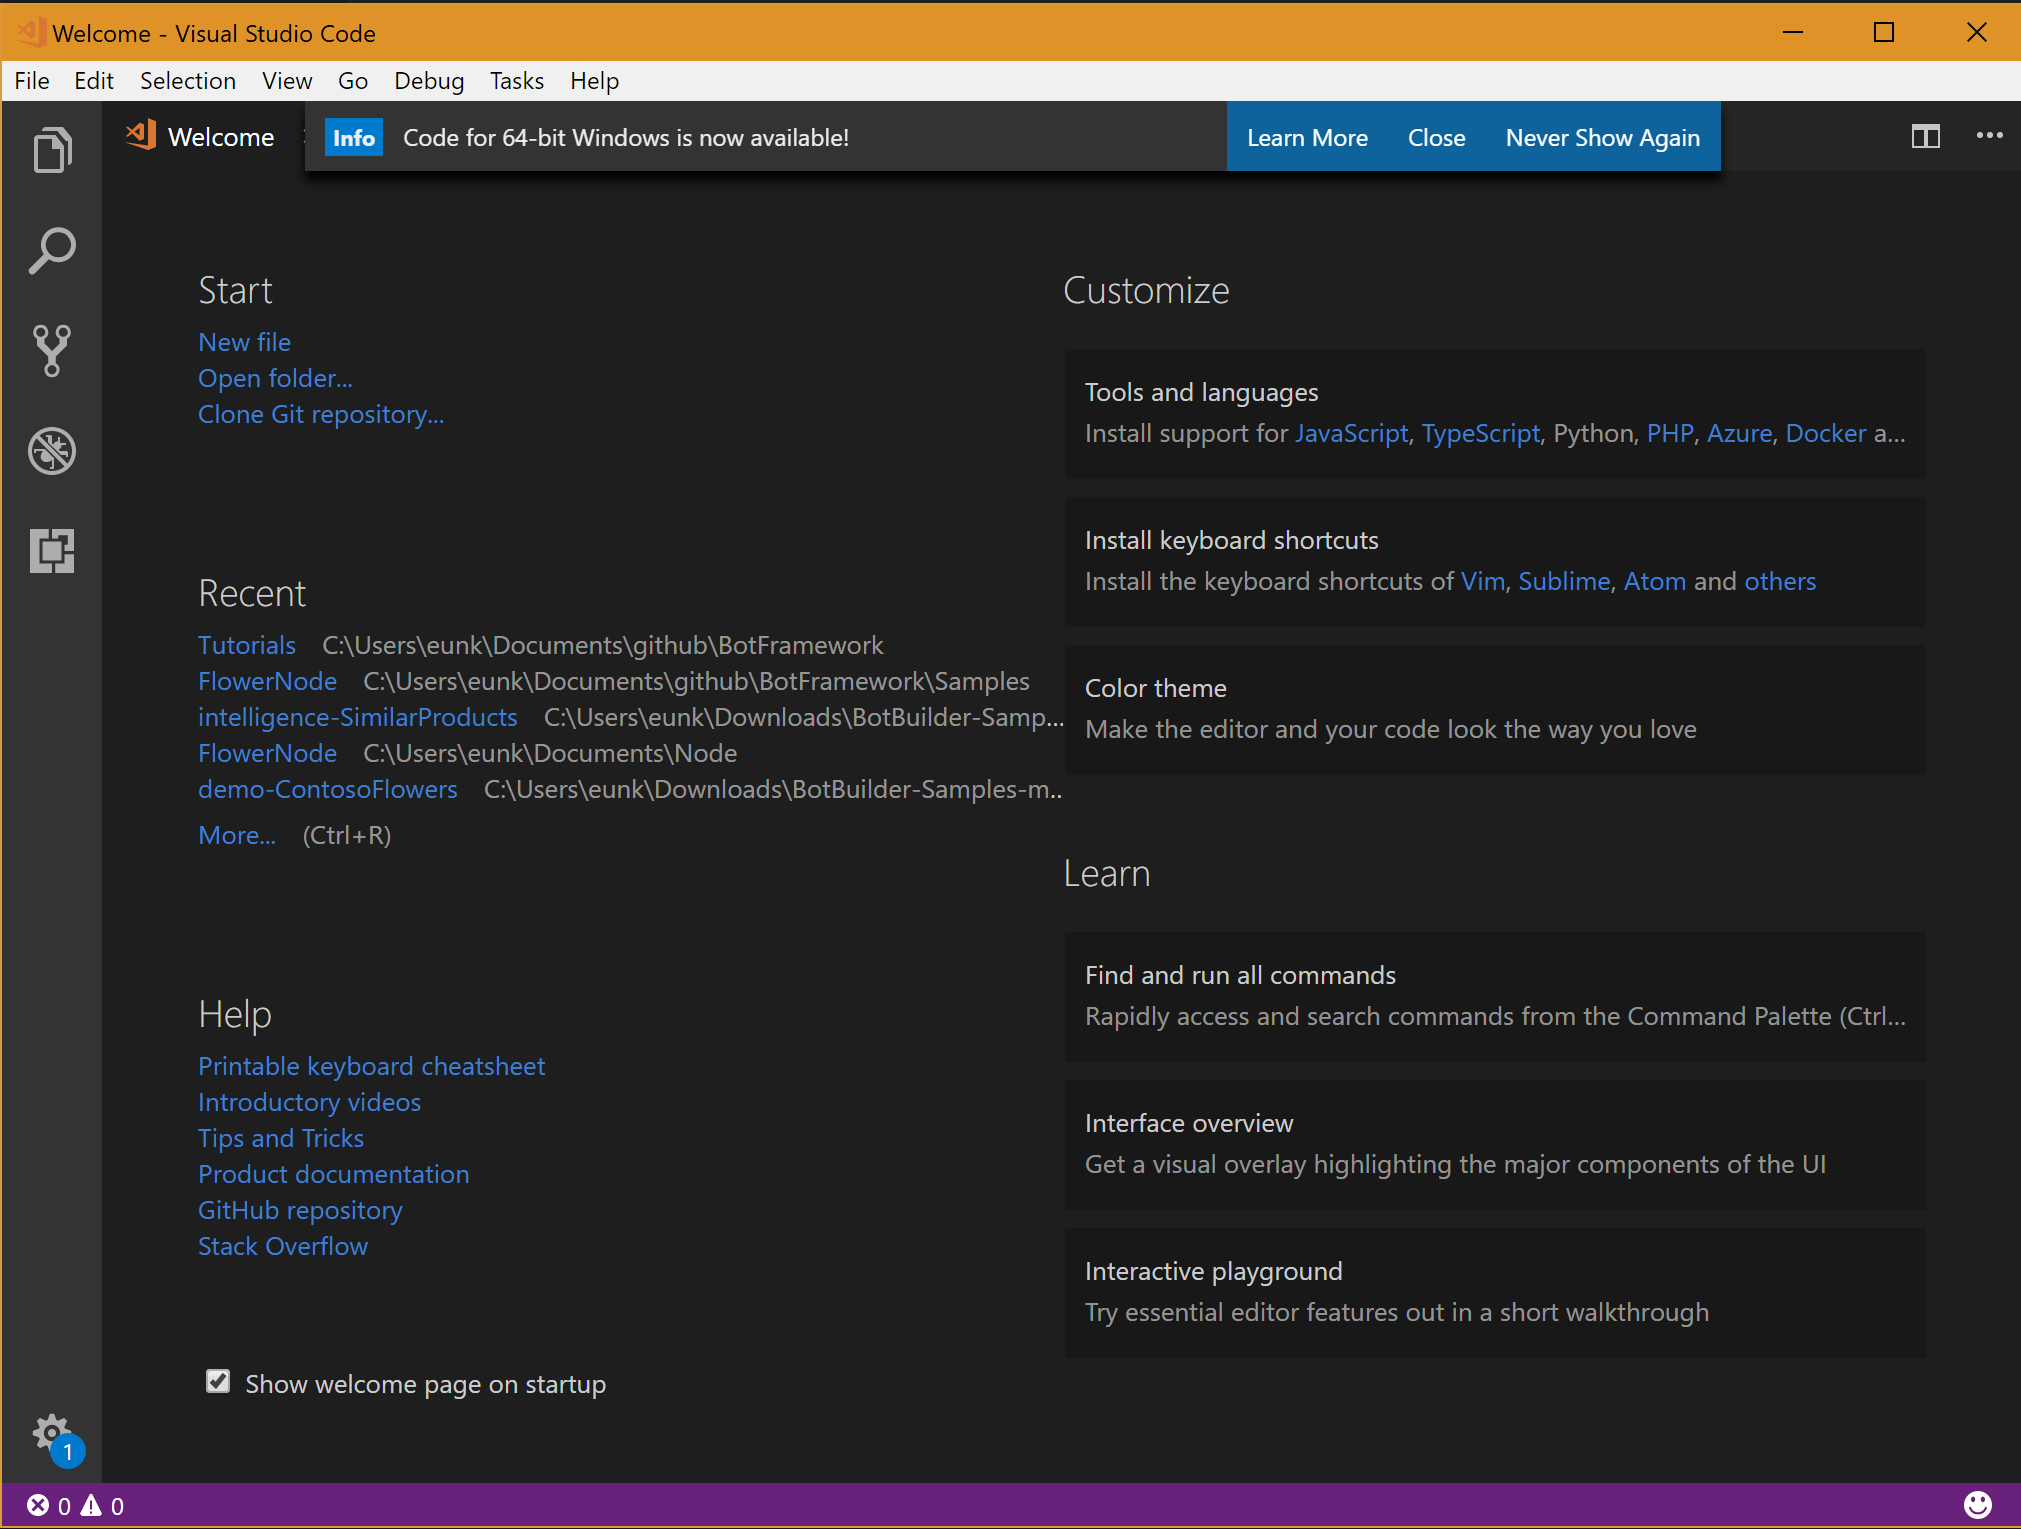 Welcome - Visual Studio Code
File Edit Selection View Go Debug Tasks Help
Welcome
Info Code for 64-bit Windows is now available! Learn More Close Never Show Again
Start
New file
Open folder...
Clone Git repository...
Recent
Tutorials C:\Users\eunk\Documents\github\BotFramework
FlowerNode C:\Users\eunk\Documents\github\BotFramework\Samples
intelligence-SimilarProducts C:\Users\eunk\Downloads\BotBuilder-Samp...
FlowerNode C:\Users\eunk\Documents\Node
demo-ContosoFlowers C:\Users\eunk\Downloads\BotBuilder-Samples-m..
More... (Ctrl+R)
Help
Printable keyboard cheatsheet
Introductory videos
Tips and Tricks
Product documentation
GitHub repository
Stack Overflow
Show welcome page on startup
Customize
Tools and languages
Install support for JavaScript, TypeScript, Python, PHP, Azure, Docker a...
Install keyboard shortcuts
Install the keyboard shortcuts of Vim, Sublime, Atom and others
Color theme
Make the editor and your code look the way you love
Learn
Find and run all commands
Rapidly access and search commands from the Command Palette (Ctrl...
Interface overview
Get a visual overlay highlighting the major components of the UI
Interactive playground
Try essential editor features out in a short walkthrough
1
0 0